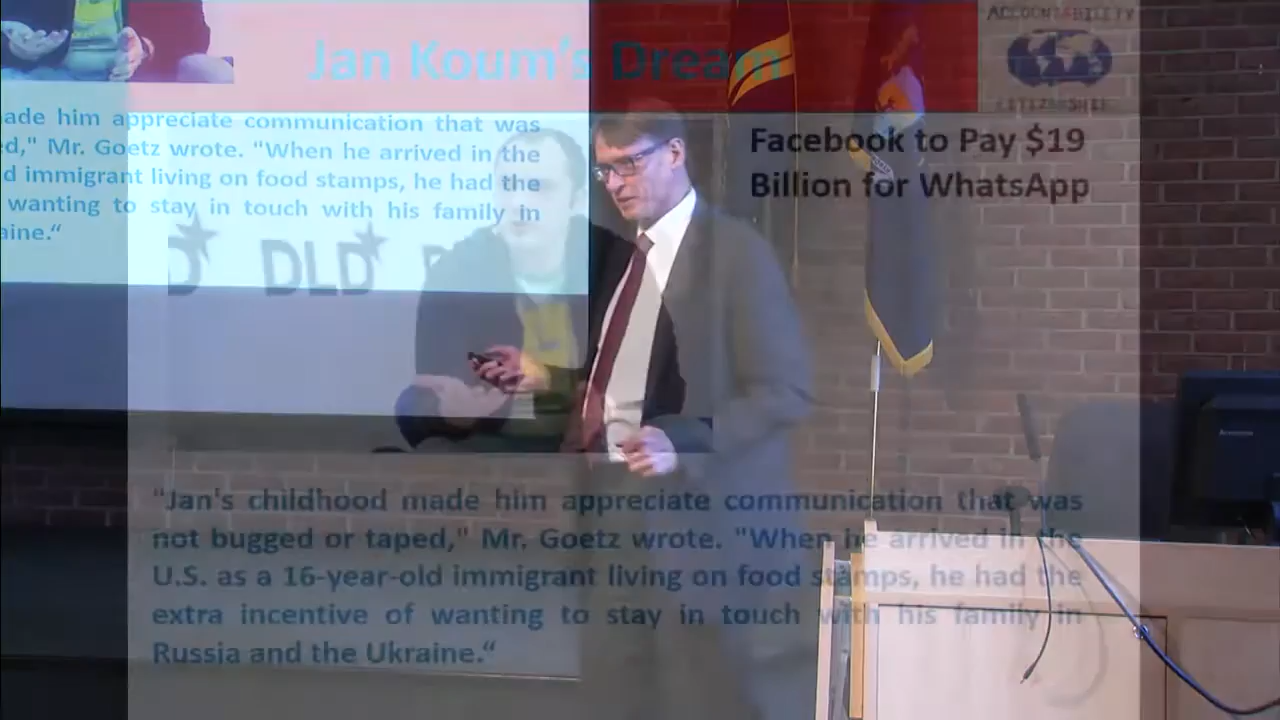 ACCOUNTABILITY
Jan Koum's Dream
CITIZENSHIP
ade him appreciate communication that was
ed," Mr. Goetz wrote. "When he arrived in the
d immigrant living on food stamps, he had the
wanting to stay in touch with his family in
aine."
Facebook to Pay $19
Billion for WhatsApp
D DLD D
"Jan's childhood made him appreciate communication that was
not bugged or taped," Mr. Goetz wrote. "When he arrived in the
U.S. as a 16-year-old immigrant living on food stamps, he had the
extra incentive of wanting to stay in touch with his family in
Russia and the Ukraine."